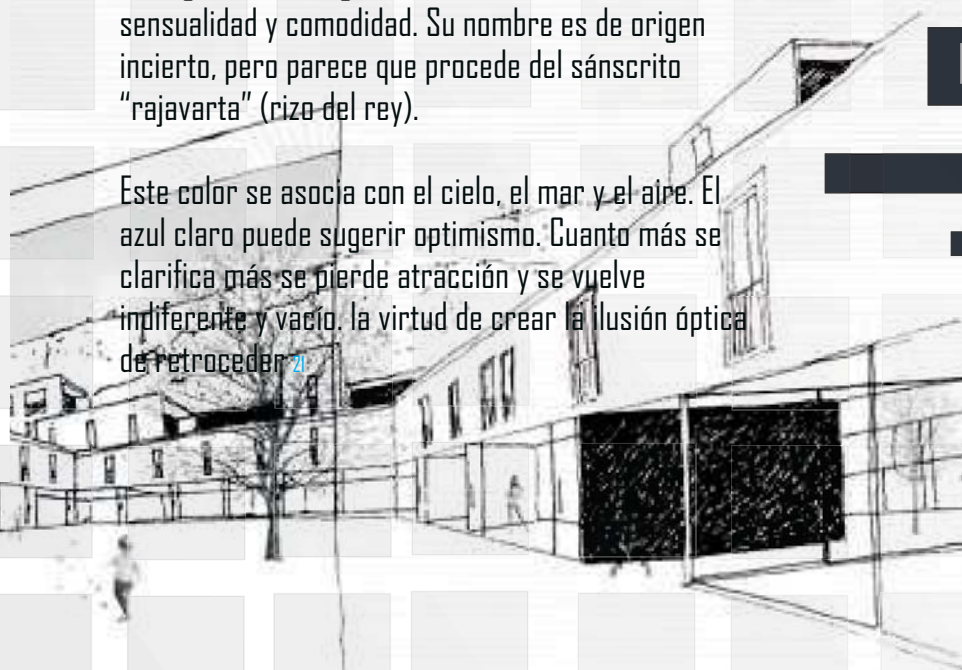 sensualidad y comodidad. Su nombre es de origen
incierto, pero parece que procede del sánscrito
“rajavarta” (rizo del rey).
Este color se asocia con el cielo, el mar y el aire. El
azul claro puede sugerir optimismo. Cuanto más se
clarifica más se pierde atracción y se vuelve
indiferente y vacío. la virtud de crear la ilusión óptica
de retroceder 21